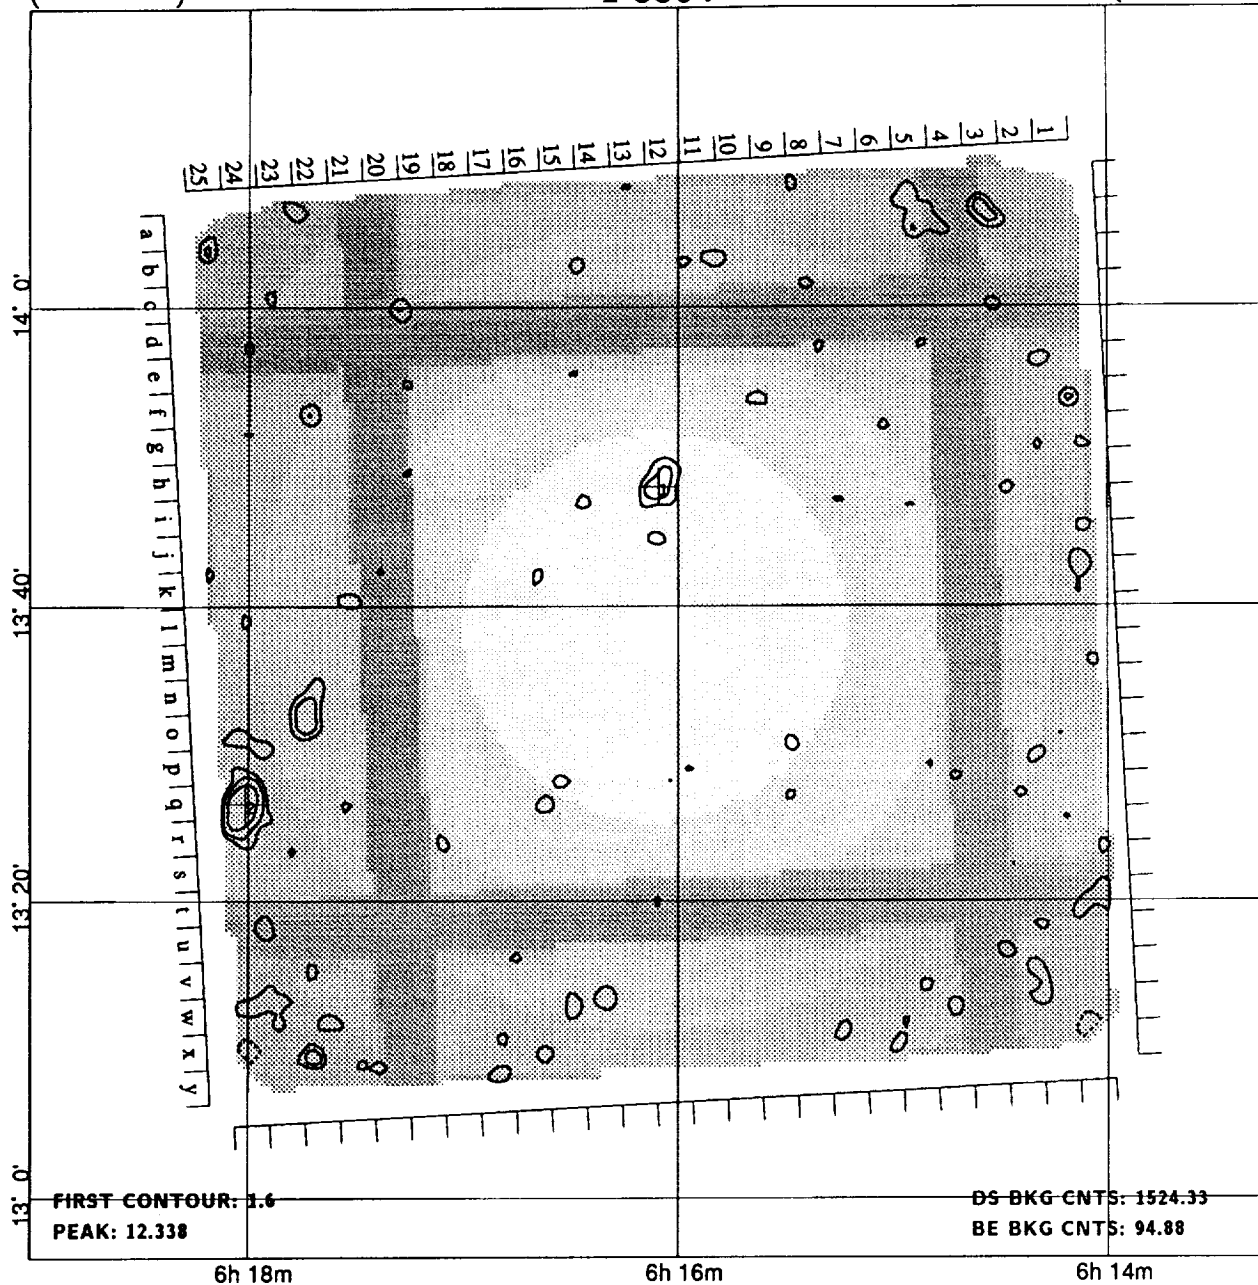 25 24 23 22 21 20 19 18 17 16 15 14 13 12 11 10 9 8 7 6 5 4 3 2 1
a b c d e f g h i j k l m n o p q r s t u v w x y
14° 0'
13° 40'
13° 20'
13° 0'
FIRST CONTOUR: 1.6
PEAK: 12.338
DS BKG CNTS: 1524.33
BE BKG CNTS: 94.88
6h 18m 6h 16m 6h 14m